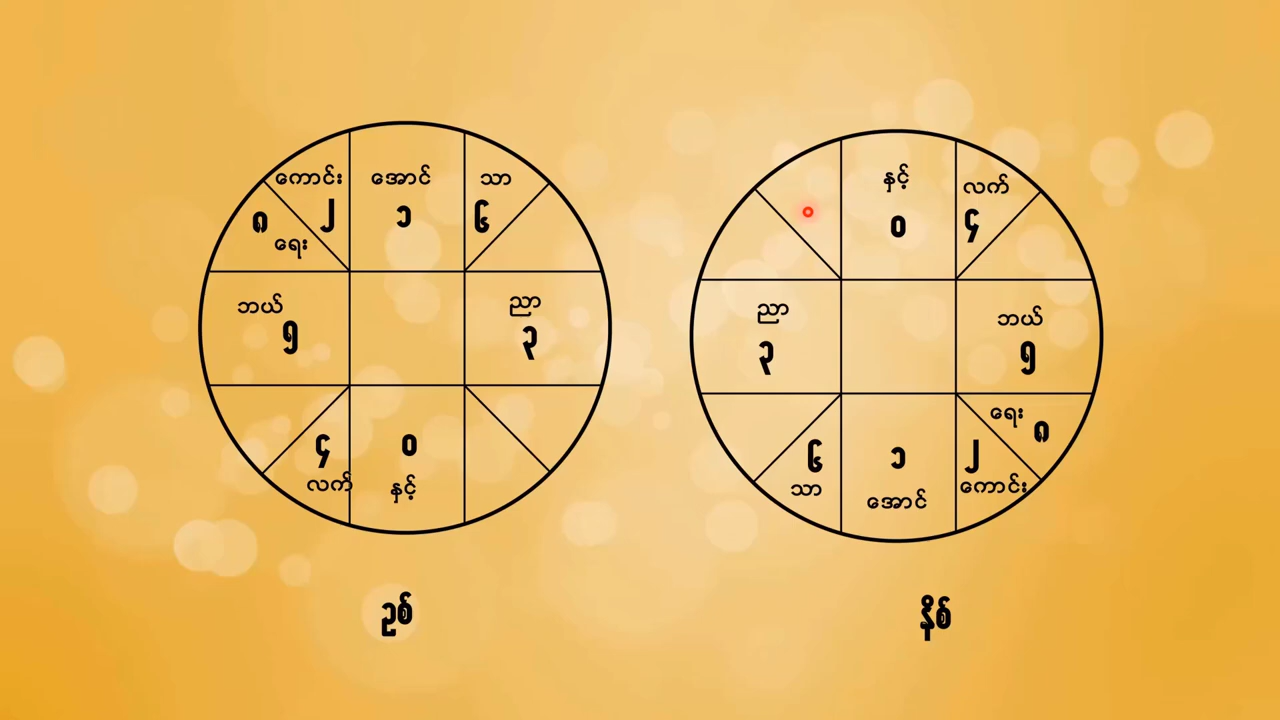 ကောင်း အောင် သာ
၈ ၂ ၁ ၆
ရေး
ဘယ် ညာ
၅ ၃
၄ ၀
လက် နှင့်
ဥစ်
နှင့် လက်
၀ ၄
ညာ ဘယ်
၃ ၅
ရေး ၈
၆ ၁ ၂
သာ အောင် ကောင်း
နိစ်